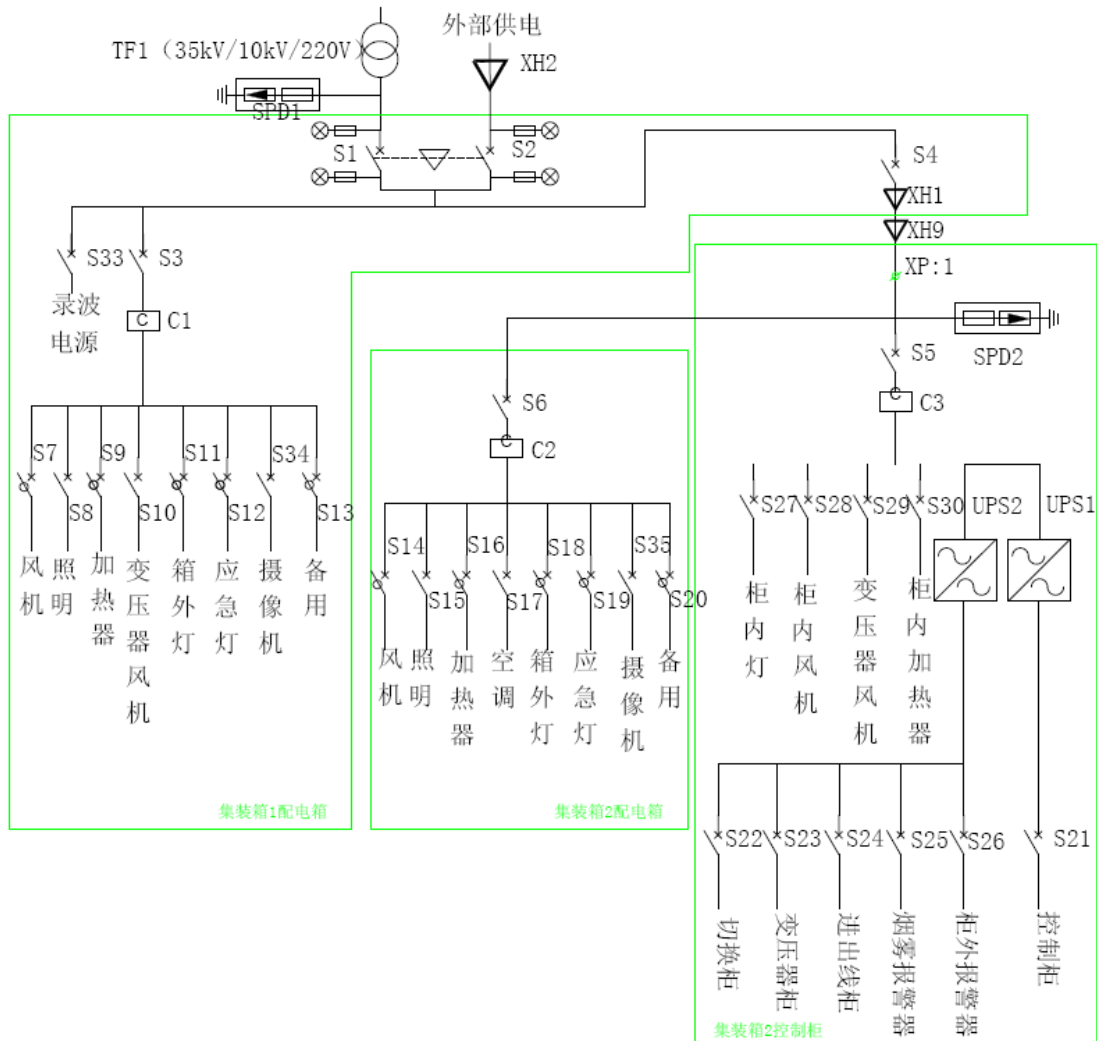 外部供电
TF1（35kV/10kV/220V）
XH2
SPD1
S1
S2
S4
XH1
XH9
XP:1
S33
S3
录波
电源
C
C1
SPD2
S5
C
C3
S6
C
C2
S7
S8
S9
S10
S11
S12
S34
S13
风机
照明
加热器
变压器风机
箱外灯
应急灯
摄像机
备用
S14
S15
S16
S17
S18
S19
S35
S20
风机
照明
加热器
空调
箱外灯
应急灯
摄像机
备用
S27
S28
S29
S30
UPS2
UPS1
柜内灯
柜内风机
变压器风机
柜内加热器
S22
S23
S24
S25
S26
S21
切换柜
变压器柜
进出线柜
烟雾报警器
柜外报警器
控制柜
集装箱1配电箱
集装箱2配电箱
集装箱2控制柜